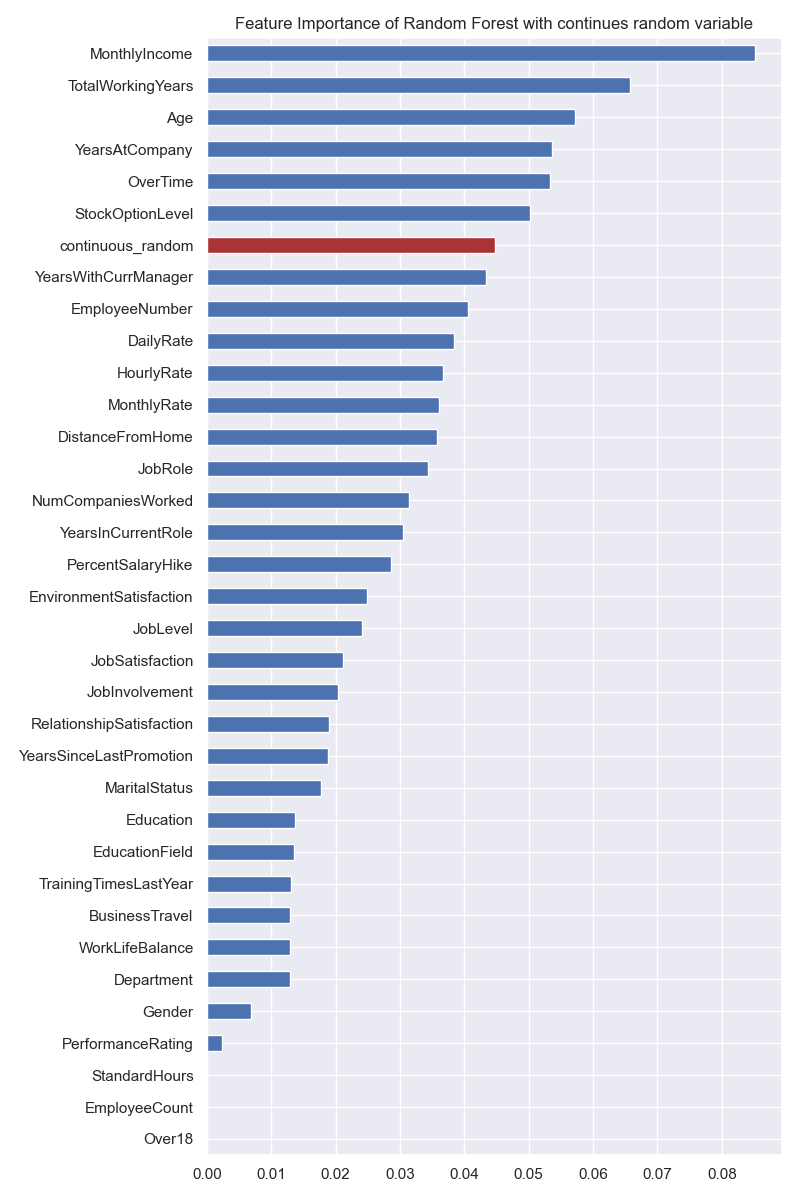 Feature Importance of Random Forest with continues random variable
MonthlyIncome
TotalWorkingYears
Age
YearsAtCompany
OverTime
StockOptionLevel
continuous_random
YearsWithCurrManager
EmployeeNumber
DailyRate
HourlyRate
MonthlyRate
DistanceFromHome
JobRole
NumCompaniesWorked
YearsInCurrentRole
PercentSalaryHike
EnvironmentSatisfaction
JobLevel
JobSatisfaction
JobInvolvement
RelationshipSatisfaction
YearsSinceLastPromotion
MaritalStatus
Education
EducationField
TrainingTimesLastYear
BusinessTravel
WorkLifeBalance
Department
Gender
PerformanceRating
StandardHours
EmployeeCount
Over18
0.00 0.01 0.02 0.03 0.04 0.05 0.06 0.07 0.08